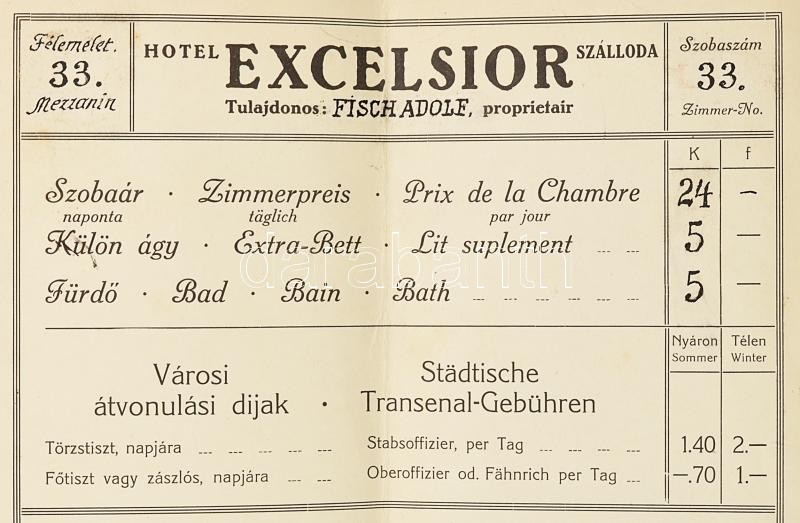 Félemelet.
33.
Mezzanin
HOTEL EXCELSIOR SZÁLLODA
Tulajdonos: FISCH ADOLF, proprietair
Szobaszám
33.
Zimmer-No.
K f
Szobaár · Zimmerpreis · Prix de la Chambre 24 –
naponta täglich par jour
Külön ágy · Extra-Bett · Lit suplement 5 —
Fürdő · Bad · Bain · Bath 5 —
Nyáron Télen
Sommer Winter
Városi
átvonulási dijak ·
Städtische
Transenal-Gebühren
Törzstiszt, napjára Stabsoffizier, per Tag 1.40 2.—
Főtiszt vagy zászlós, napjára Oberoffizier od. Fähnrich per Tag —.70 1.—
darabanth